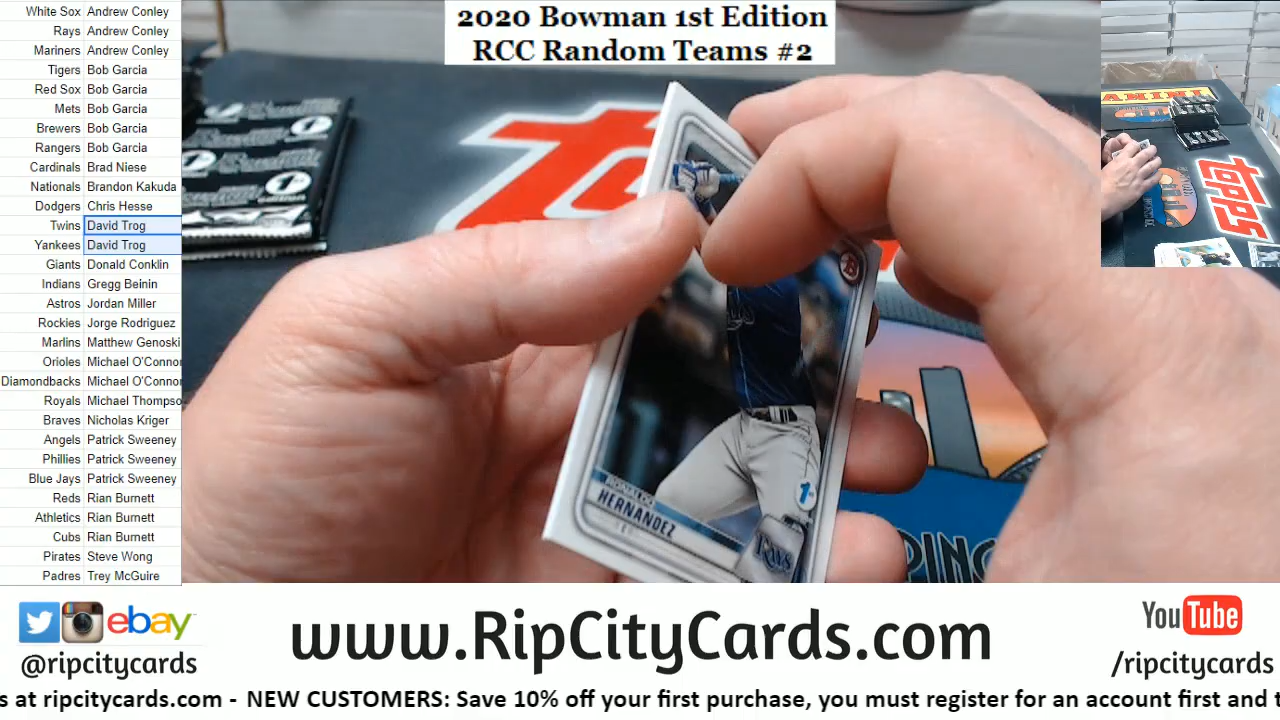 2020 Bowman 1st Edition
RCC Random Teams #2
White Sox Andrew Conley
Rays Andrew Conley
Mariners Andrew Conley
Tigers Bob Garcia
Red Sox Bob Garcia
Mets Bob Garcia
Brewers Bob Garcia
Rangers Bob Garcia
Cardinals Brad Niese
Nationals Brandon Kakuda
Dodgers Chris Hesse
Twins David Trog
Yankees David Trog
Giants Donald Conklin
Indians Gregg Beinin
Astros Jordan Miller
Rockies Jorge Rodriguez
Marlins Matthew Genoski
Orioles Michael O'Connor
Diamondbacks Michael O'Connor
Royals Michael Thompso
Braves Nicholas Kriger
Angels Patrick Sweeney
Phillies Patrick Sweeney
Blue Jays Patrick Sweeney
Reds Rian Burnett
Athletics Rian Burnett
Cubs Rian Burnett
Pirates Steve Wong
Padres Trey McGuire
RONALDO
HERNANDEZ
RAYS
1st
B
PING
PANINI
topps
ebay
@ripcitycards
www.RipCityCards.com
YouTube
/ripcitycards
s at ripcitycards.com - NEW CUSTOMERS: Save 10% off your first purchase, you must register for an account first and t